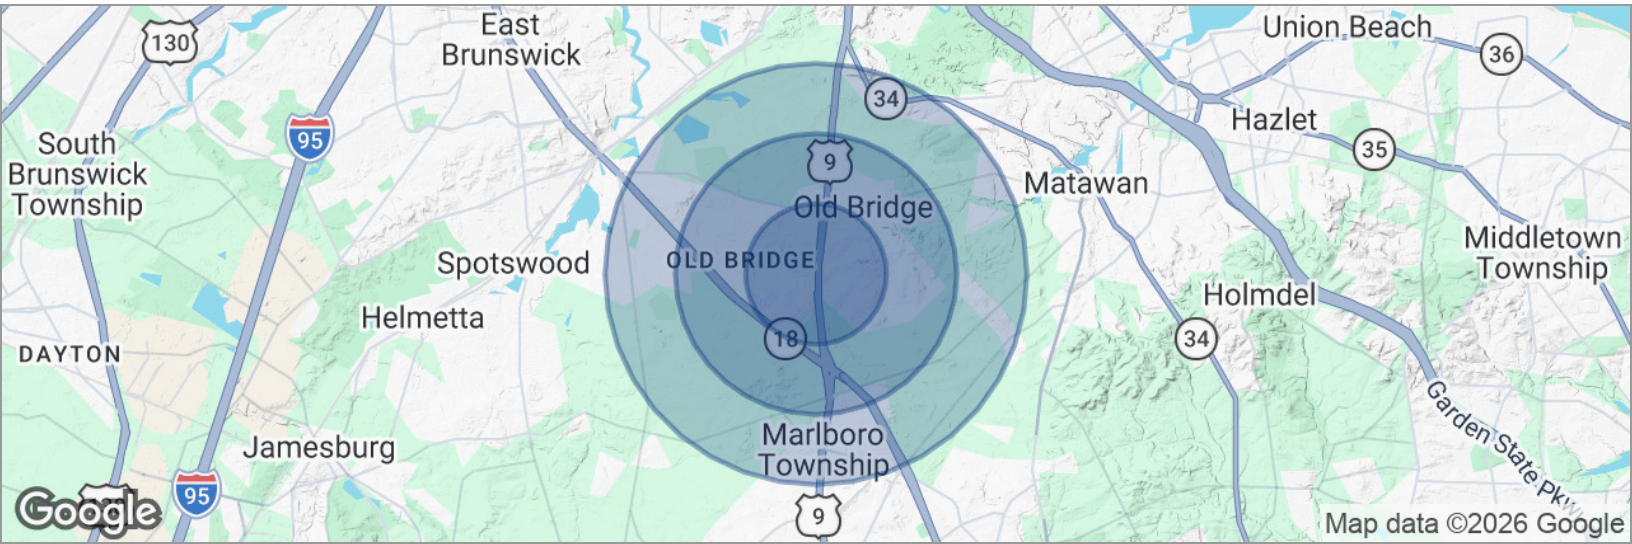 130
East
Brunswick
Union Beach
36
95
34
Hazlet
35
South
Brunswick
Township
9
Matawan
Old Bridge
Middletown
Township
Spotswood
OLD BRIDGE
Holmdel
Helmetta
18
34
DAYTON
Garden State Pkwy
Marlboro
Township
Jamesburg
95
9
Google
Map data ©2026 Google